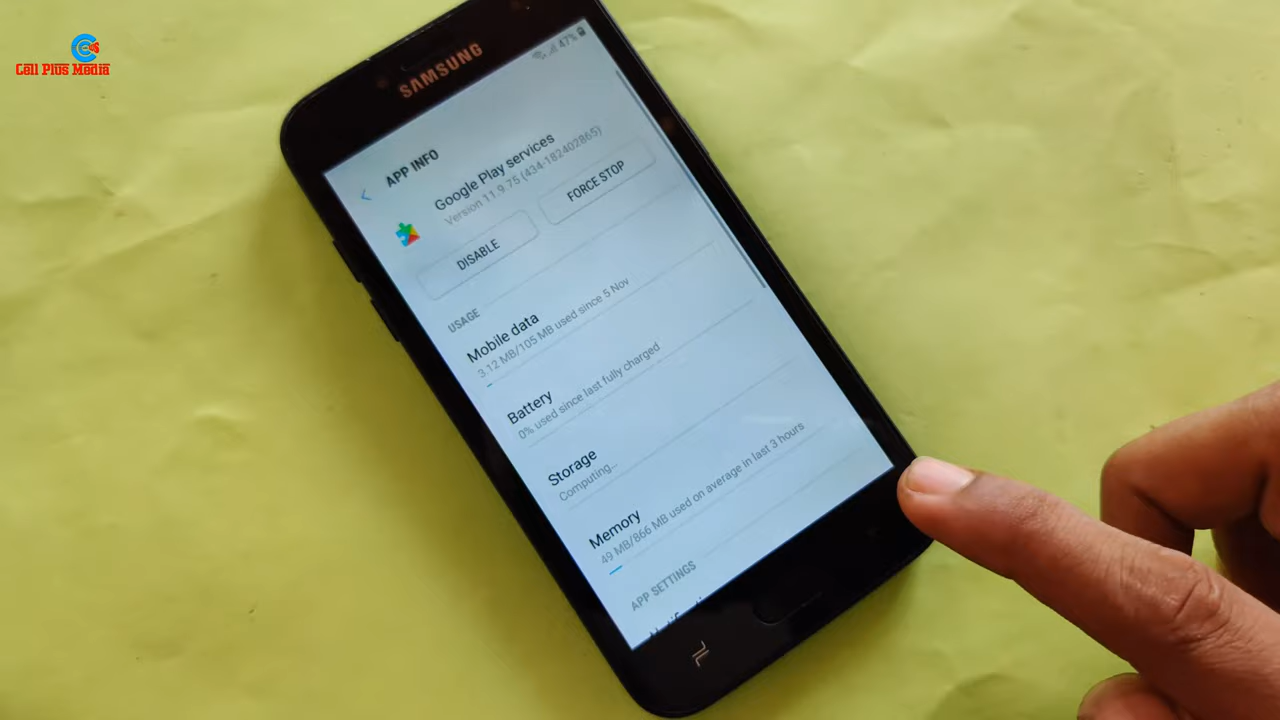 Cell Plus Media
SAMSUNG
47%
APP INFO
Google Play services
Version 11.9.75 (434-182402865)
DISABLE
FORCE STOP
USAGE
Mobile data
3.12 MB/105 MB used since 5 Nov
Battery
0% used since last fully charged
Storage
Computing...
Memory
49 MB/866 MB used on average in last 3 hours
APP SETTINGS